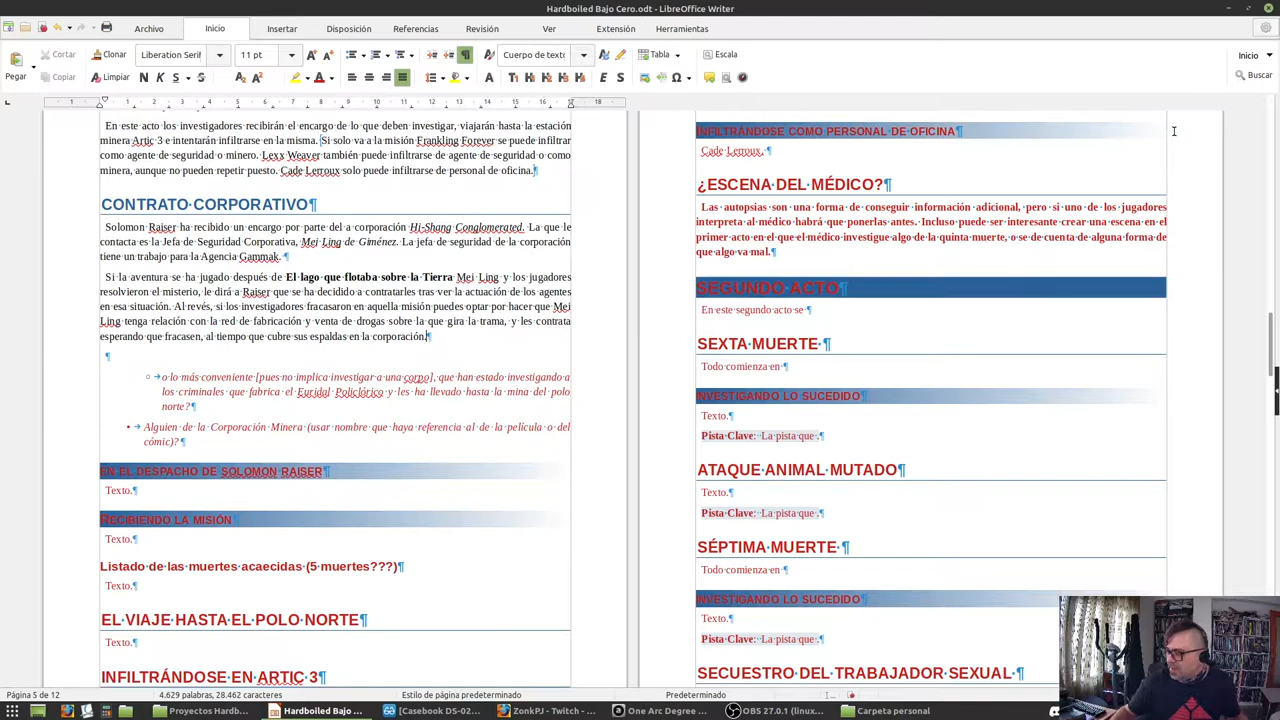 Hardboiled Bajo Cero.odt - LibreOffice Writer
Archivo Inicio Insertar Disposición Referencias Revisión Ver Extensión Herramientas
Pegar Cortar Clonar Liberation Serif 11 pt Cuerpo de texto Tabla Escala Inicio
Copiar Limpiar Buscar
En este acto los investigadores recibirán el encargo de lo que deben investigar, viajarán hasta la estación
minera Artic 3 e intentarán infiltrarse en la misma. Si solo va a la misión Frankling Forever se puede infiltrar
como agente de seguridad o minero. Lexx Weaver también puede infiltrarse de agente de seguridad o como
minera, aunque no pueden repetir puesto. Cade Lerroux solo puede infiltrarse de personal de oficina.¶
CONTRATO CORPORATIVO¶
Solomon Raiser ha recibido un encargo por parte del a corporación Hi-Shang Conglomerated. La que le
contacta es la Jefa de Seguridad Corporativa, Mei Ling de Giménez. La jefa de seguridad de la corporación
tiene un trabajo para la Agencia Gammak. ¶
Si la aventura se ha jugado después de El lago que flotaba sobre la Tierra Mei Ling y los jugadores
resolvieron el misterio, le dirá a Raiser que se ha decidido a contratarles tras ver la actuación de los agentes
en esa situación. Al revés, si los investigadores fracasaron en aquella misión puedes optar por hacer que Mei
Ling tenga relación con la red de fabricación y venta de drogas sobre la que gira la trama, y les contrata
esperando que fracasen, al tiempo que cubre sus espaldas en la corporación.¶
¶
o lo más conveniente [pues no implica investigar a una corpo], que han estado investigando a
los criminales que fabrica el Euridal Policlórico y les ha llevado hasta la mina del polo
norte?¶
• Alguien de la Corporación Minera (usar nombre que haya referencia al de la película o del
cómic)?¶
EN EL DESPACHO DE SOLOMON RAISER¶
Texto.¶
RECIBIENDO LA MISIÓN¶
Texto.¶
Listado de las muertes acaecidas (5 muertes???)¶
Texto.¶
EL VIAJE HASTA EL POLO NORTE¶
Texto.¶
INFILTRÁNDOSE EN ARTIC 3¶
INFILTRÁNDOSE COMO PERSONAL DE OFICINA¶
Cade Lerroux. ¶
¿ESCENA DEL MÉDICO?¶
Las autopsias son una forma de conseguir información adicional, pero si uno de los jugadores
interpreta al médico habrá que ponerlas antes. Incluso puede ser interesante crear una escena en el
primer acto en el que el médico investigue algo de la quinta muerte, o se de cuenta de alguna forma de
que algo va mal.¶
SEGUNDO ACTO¶
En este segundo acto se ¶
SEXTA MUERTE ¶
Todo comienza en ¶
INVESTIGANDO LO SUCEDIDO¶
Texto.¶
Pista Clave: La pista que .¶
ATAQUE ANIMAL MUTADO¶
Texto.¶
Pista Clave: La pista que .¶
SÉPTIMA MUERTE ¶
Todo comienza en ¶
INVESTIGANDO LO SUCEDIDO¶
Texto.¶
Pista Clave: La pista que .¶
SECUESTRO DEL TRABAJADOR SEXUAL ¶
Página 5 de 12 4.629 palabras, 28.462 caracteres Estilo de página predeterminado Predeterminado
Proyectos Hardb... Hardboiled Bajo ... [Casebook DS-02... ZonkPJ - Twitch - ... One Arc Degree ... OBS 27.0.1 (linux... Carpeta personal